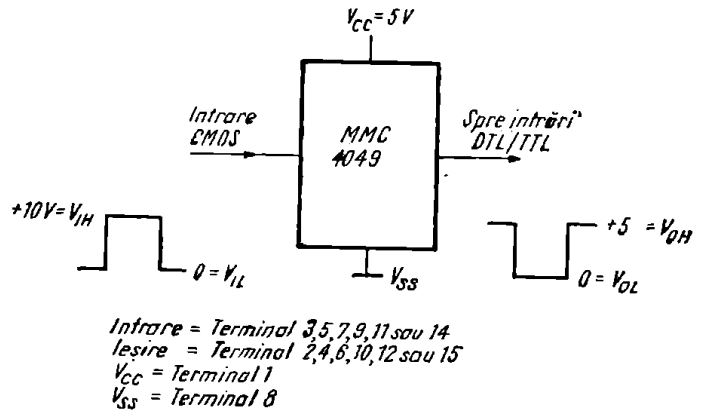 V_CC = 5V
Intrare
CMOS
MMC
4049
Spre intrări
DTL/TTL
+10V = V_IH
0 = V_IL
V_SS
+5 = V_OH
0 = V_OL
Intrare = Terminal 3,5,7,9,11 sau 14
Ieșire = Terminal 2,4,6,10,12 sau 15
V_CC = Terminal 1
V_SS = Terminal 8